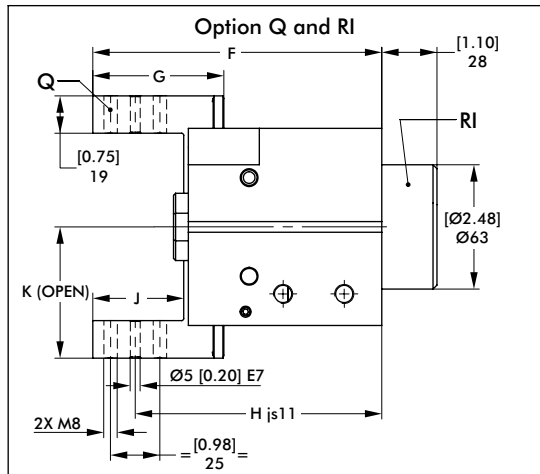 Option Q and RI
F
[1.10]
28
G
Q
RI
[0.75]
19
[Ø2.48]
Ø63
K (OPEN)
J
Ø5 [0.20] E7
H js11
2X M8
= [0.98] =
25